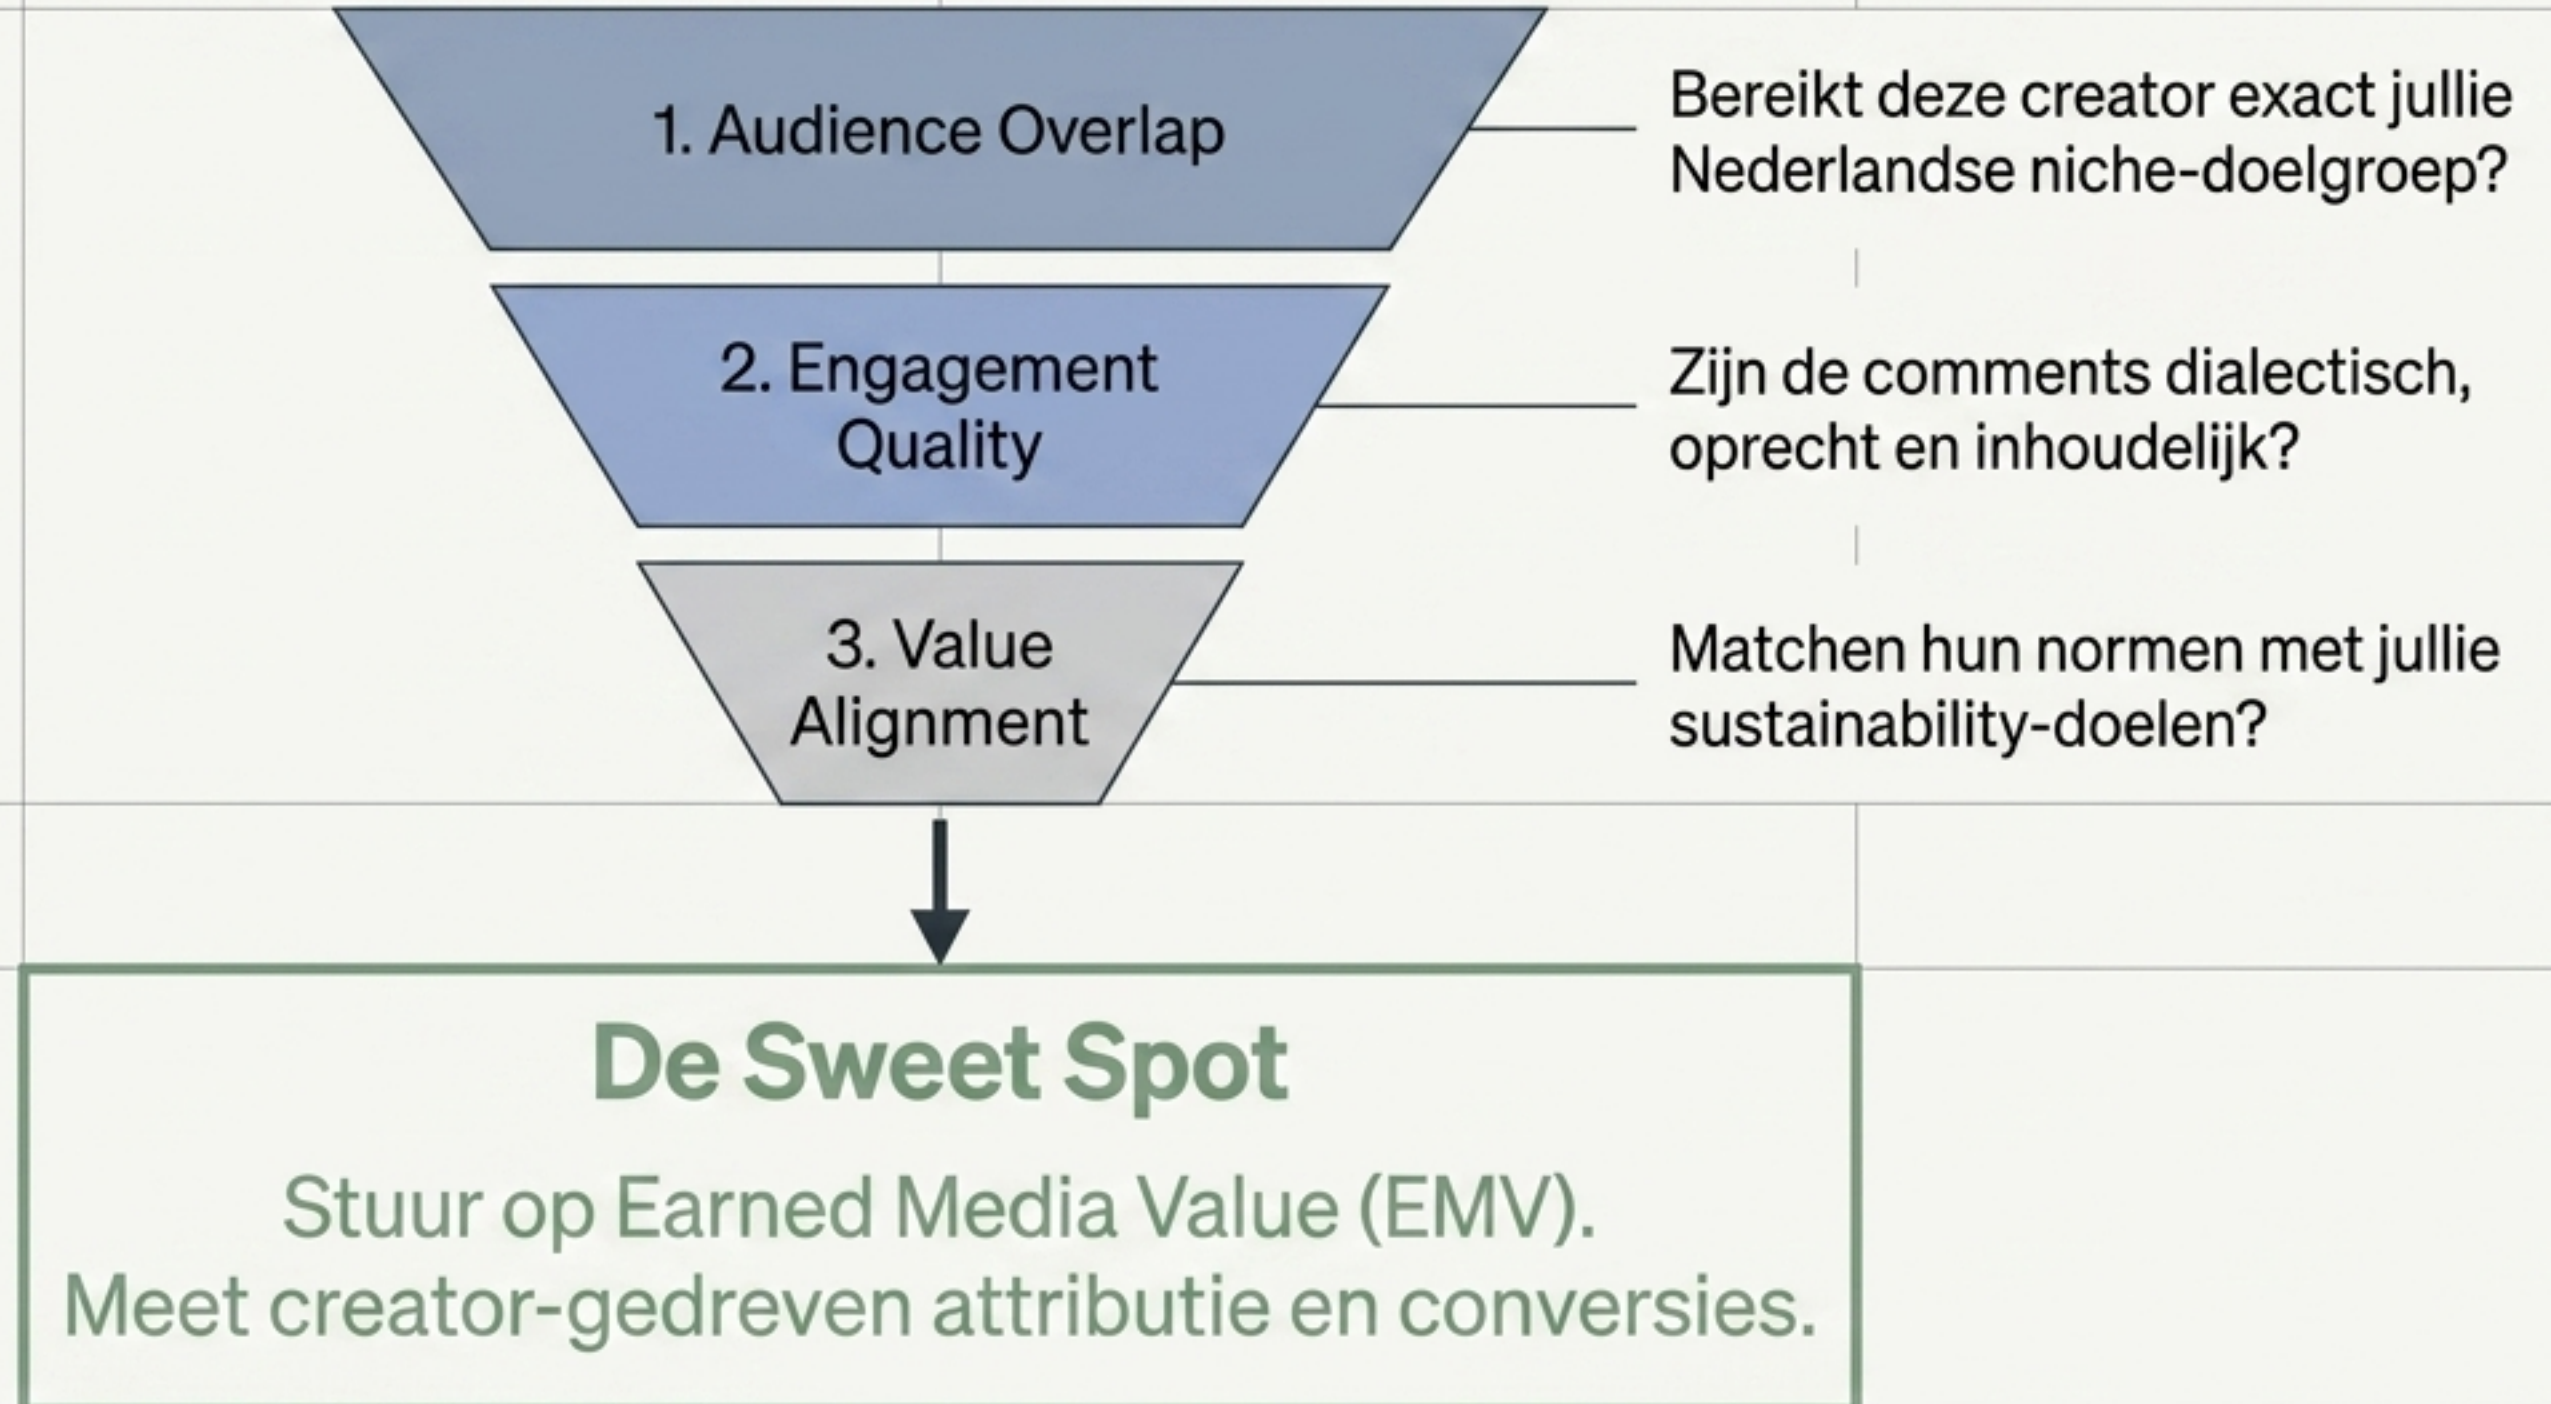 1. Audience Overlap
Bereikt deze creator exact jullie
Nederlandse niche-doelgroep?
2. Engagement
Quality
Zijn de comments dialectisch,
oprecht en inhoudelijk?
3. Value
Alignment
Matchen hun normen met jullie
sustainability-doelen?
De Sweet Spot
Stuur op Earned Media Value (EMV).
Meet creator-gedreven attributie en conversies.